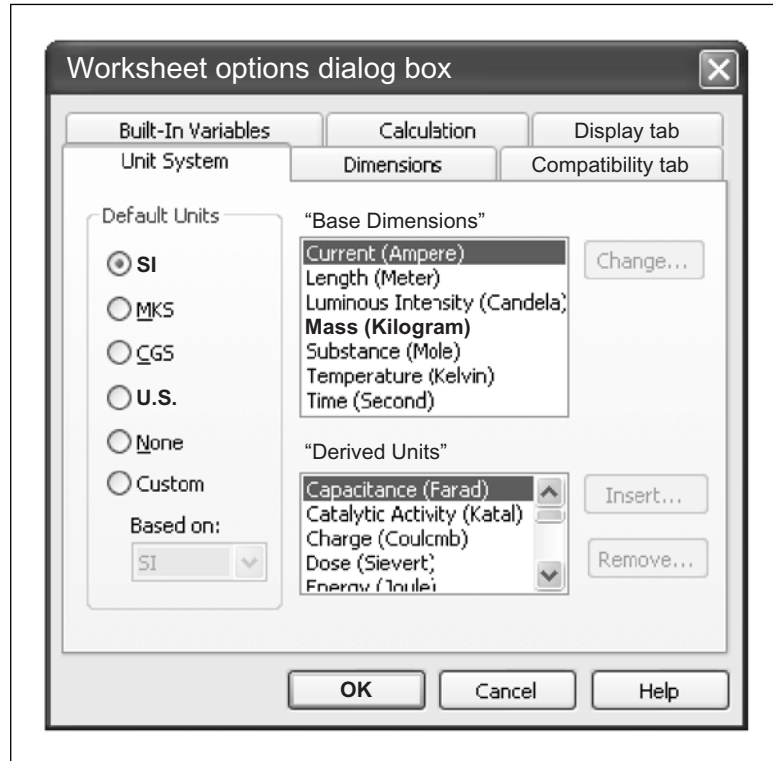 Worksheet options dialog box
Built-In Variables
Calculation
Display tab
Unit System
Dimensions
Compatibility tab
Default Units
SI
MKS
CGS
U.S.
None
Custom
Based on:
SI
“Base Dimensions”
Current (Ampere)
Length (Meter)
Luminous Intensity (Candela)
Mass (Kilogram)
Substance (Mole)
Temperature (Kelvin)
Time (Second)
Change...
“Derived Units”
Capacitance (Farad)
Catalytic Activity (Katal)
Charge (Coulomb)
Dose (Sievert)
Energy (Joule)
Insert...
Remove...
OK
Cancel
Help